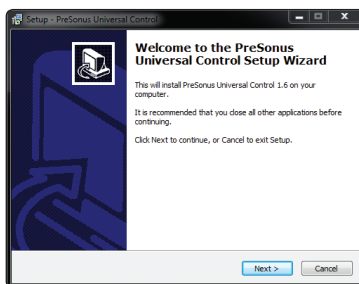 Setup - PreSonus Universal Control
Welcome to the PreSonus
Universal Control Setup Wizard
This will install PreSonus Universal Control 1.6 on your
computer.
It is recommended that you close all other applications before
continuing.
Click Next to continue, or Cancel to exit Setup.
Next >
Cancel